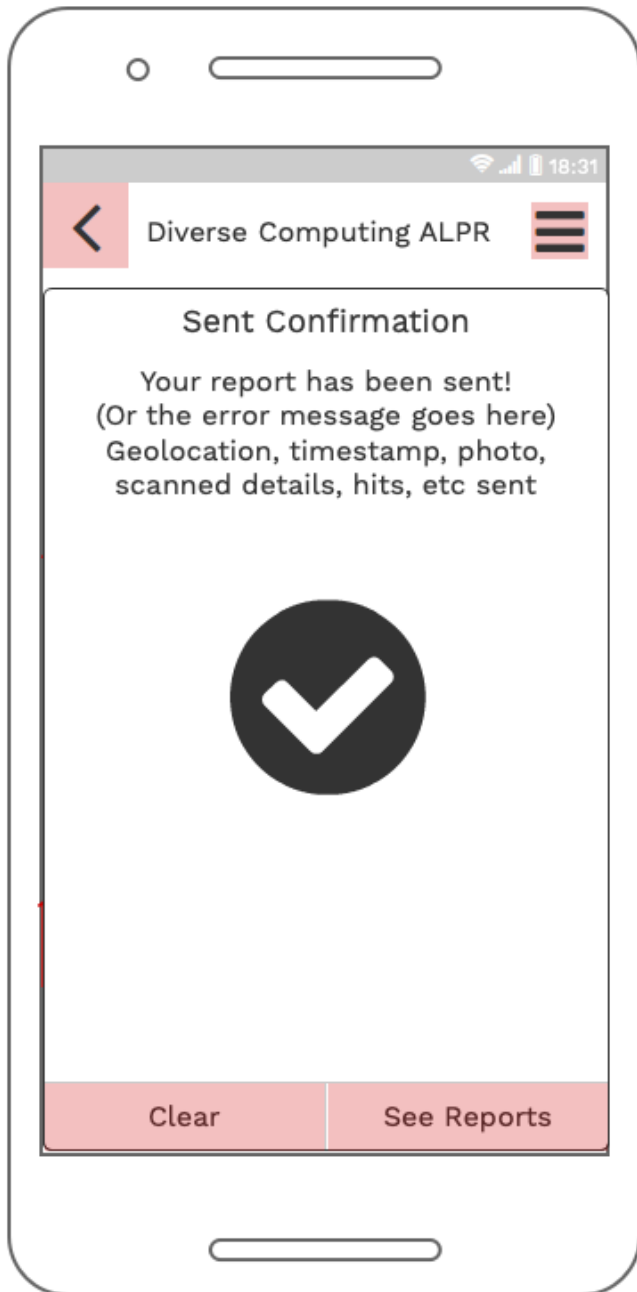 18:31
Diverse Computing ALPR
Sent Confirmation
Your report has been sent!
(Or the error message goes here)
Geolocation, timestamp, photo,
scanned details, hits, etc sent
Clear
See Reports